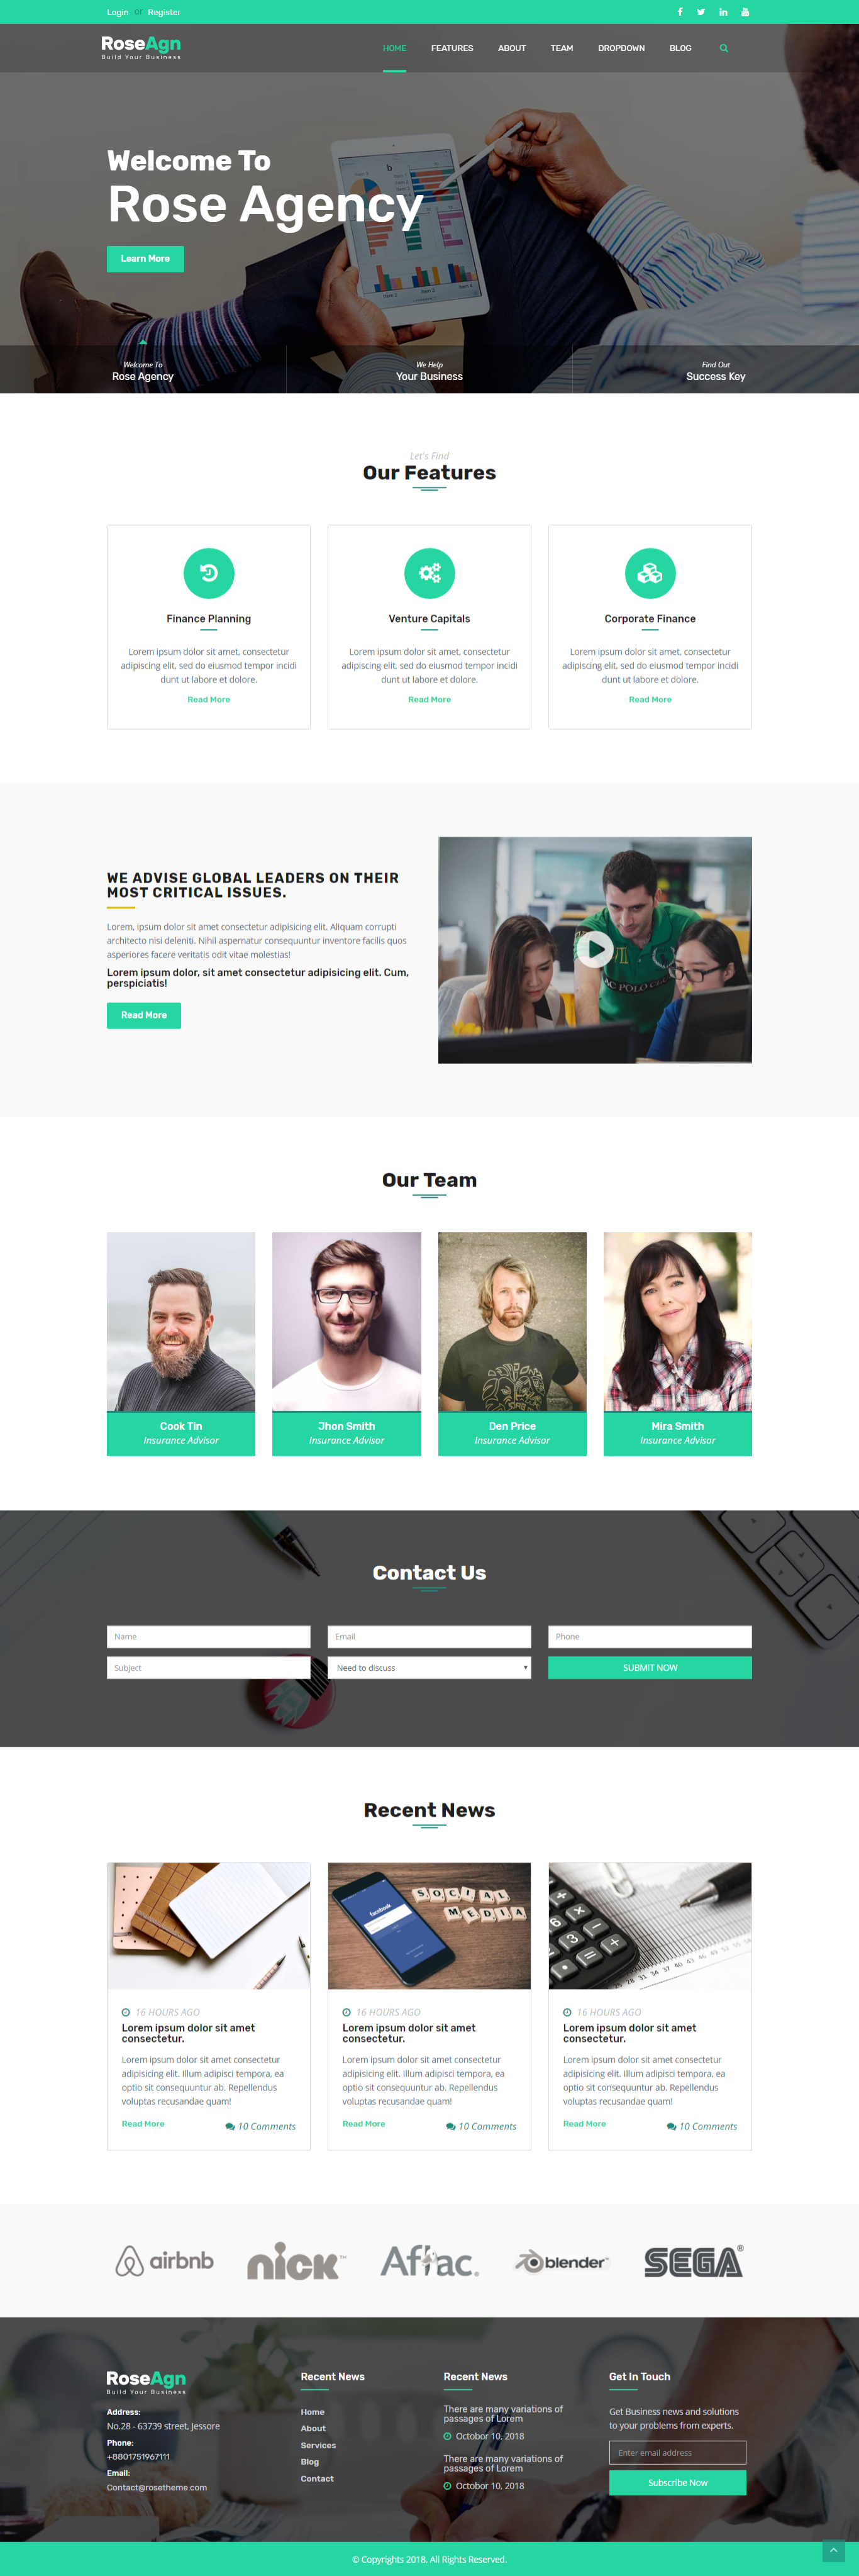 Login or Register
RoseAgn
Build Your Business
HOME
FEATURES
ABOUT
TEAM
DROPDOWN
BLOG
Welcome To
Rose Agency
Learn More
Welcome To
Rose Agency
We Help
Your Business
Find Out
Success Key
Let's Find
Our Features
Finance Planning
Lorem ipsum dolor sit amet, consectetur
adipiscing elit, sed do eiusmod tempor incidi
dunt ut labore et dolore.
Read More
Venture Capitals
Lorem ipsum dolor sit amet, consectetur
adipiscing elit, sed do eiusmod tempor incidi
dunt ut labore et dolore.
Read More
Corporate Finance
Lorem ipsum dolor sit amet, consectetur
adipiscing elit, sed do eiusmod tempor incidi
dunt ut labore et dolore.
Read More
WE ADVISE GLOBAL LEADERS ON THEIR
MOST CRITICAL ISSUES.
Lorem, ipsum dolor sit amet consectetur adipisicing elit. Aliquam corrupti
architecto nisi deleniti. Nihil aspernatur consequuntur inventore facilis quos
asperiores facere veritatis odit vitae molestias!
Lorem ipsum dolor, sit amet consectetur adipisicing elit. Cum,
perspiciatis!
Read More
Our Team
Cook Tin
Insurance Advisor
Jhon Smith
Insurance Advisor
Den Price
Insurance Advisor
Mira Smith
Insurance Advisor
Contact Us
Name
Email
Phone
Subject
Need to discuss
SUBMIT NOW
Recent News
facebook
SOCIAL
MEDIA
16 HOURS AGO
Lorem ipsum dolor sit amet
consectetur.
Lorem ipsum dolor sit amet consectetur
adipisicing elit. Illum adipisci tempora, ea
optio sit consequuntur ab. Repellendus
voluptas recusandae quam!
Read More
10 Comments
16 HOURS AGO
Lorem ipsum dolor sit amet
consectetur.
Lorem ipsum dolor sit amet consectetur
adipisicing elit. Illum adipisci tempora, ea
optio sit consequuntur ab. Repellendus
voluptas recusandae quam!
Read More
10 Comments
16 HOURS AGO
Lorem ipsum dolor sit amet
consectetur.
Lorem ipsum dolor sit amet consectetur
adipisicing elit. Illum adipisci tempora, ea
optio sit consequuntur ab. Repellendus
voluptas recusandae quam!
Read More
10 Comments
airbnb
nick™
Aflac®
blender™
SEGA®
RoseAgn
Build Your Business
Address:
No.28 - 63739 street, Jessore
Phone:
+8801751967111
Email:
Contact@rosetheme.com
Recent News
Home
About
Services
Blog
Contact
Recent News
There are many variations of
passages of Lorem
Octobor 10, 2018
There are many variations of
passages of Lorem
Octobor 10, 2018
Get In Touch
Get Business news and solutions
to your problems from experts.
Enter email address
Subscribe Now
© Copyrights 2018. All Rights Reserved.